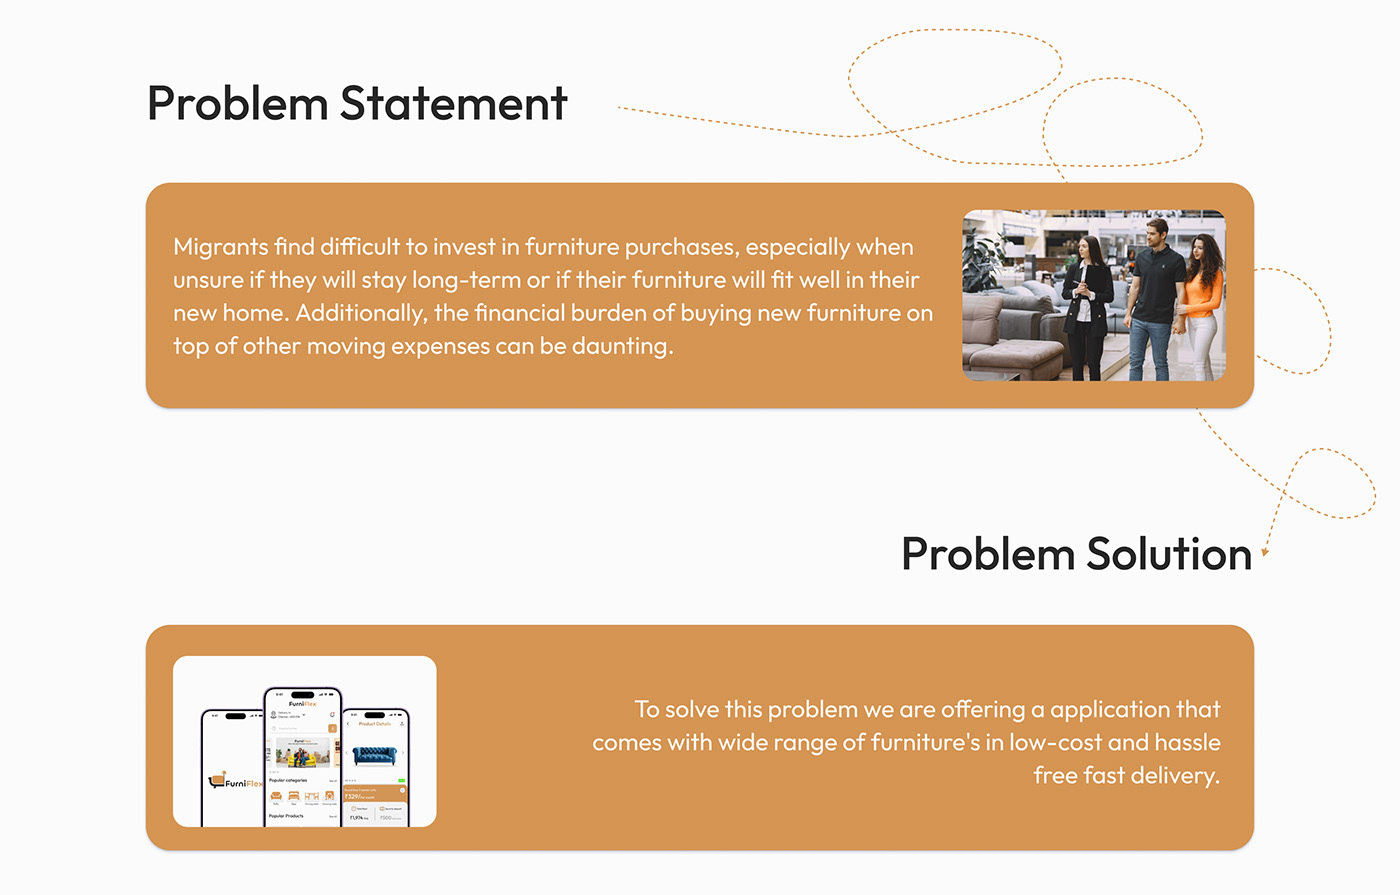 Problem Statement
Migrants find difficult to invest in furniture purchases, especially when
unsure if they will stay long-term or if their furniture will fit well in their
new home. Additionally, the financial burden of buying new furniture on
top of other moving expenses can be daunting.
Problem Solution
To solve this problem we are offering a application that
comes with wide range of furniture's in low-cost and hassle
free fast delivery.
FurniFlex
FurniFlex
Popular categories
Popular Products
Product Details
₹329/
₹1,974
₹500